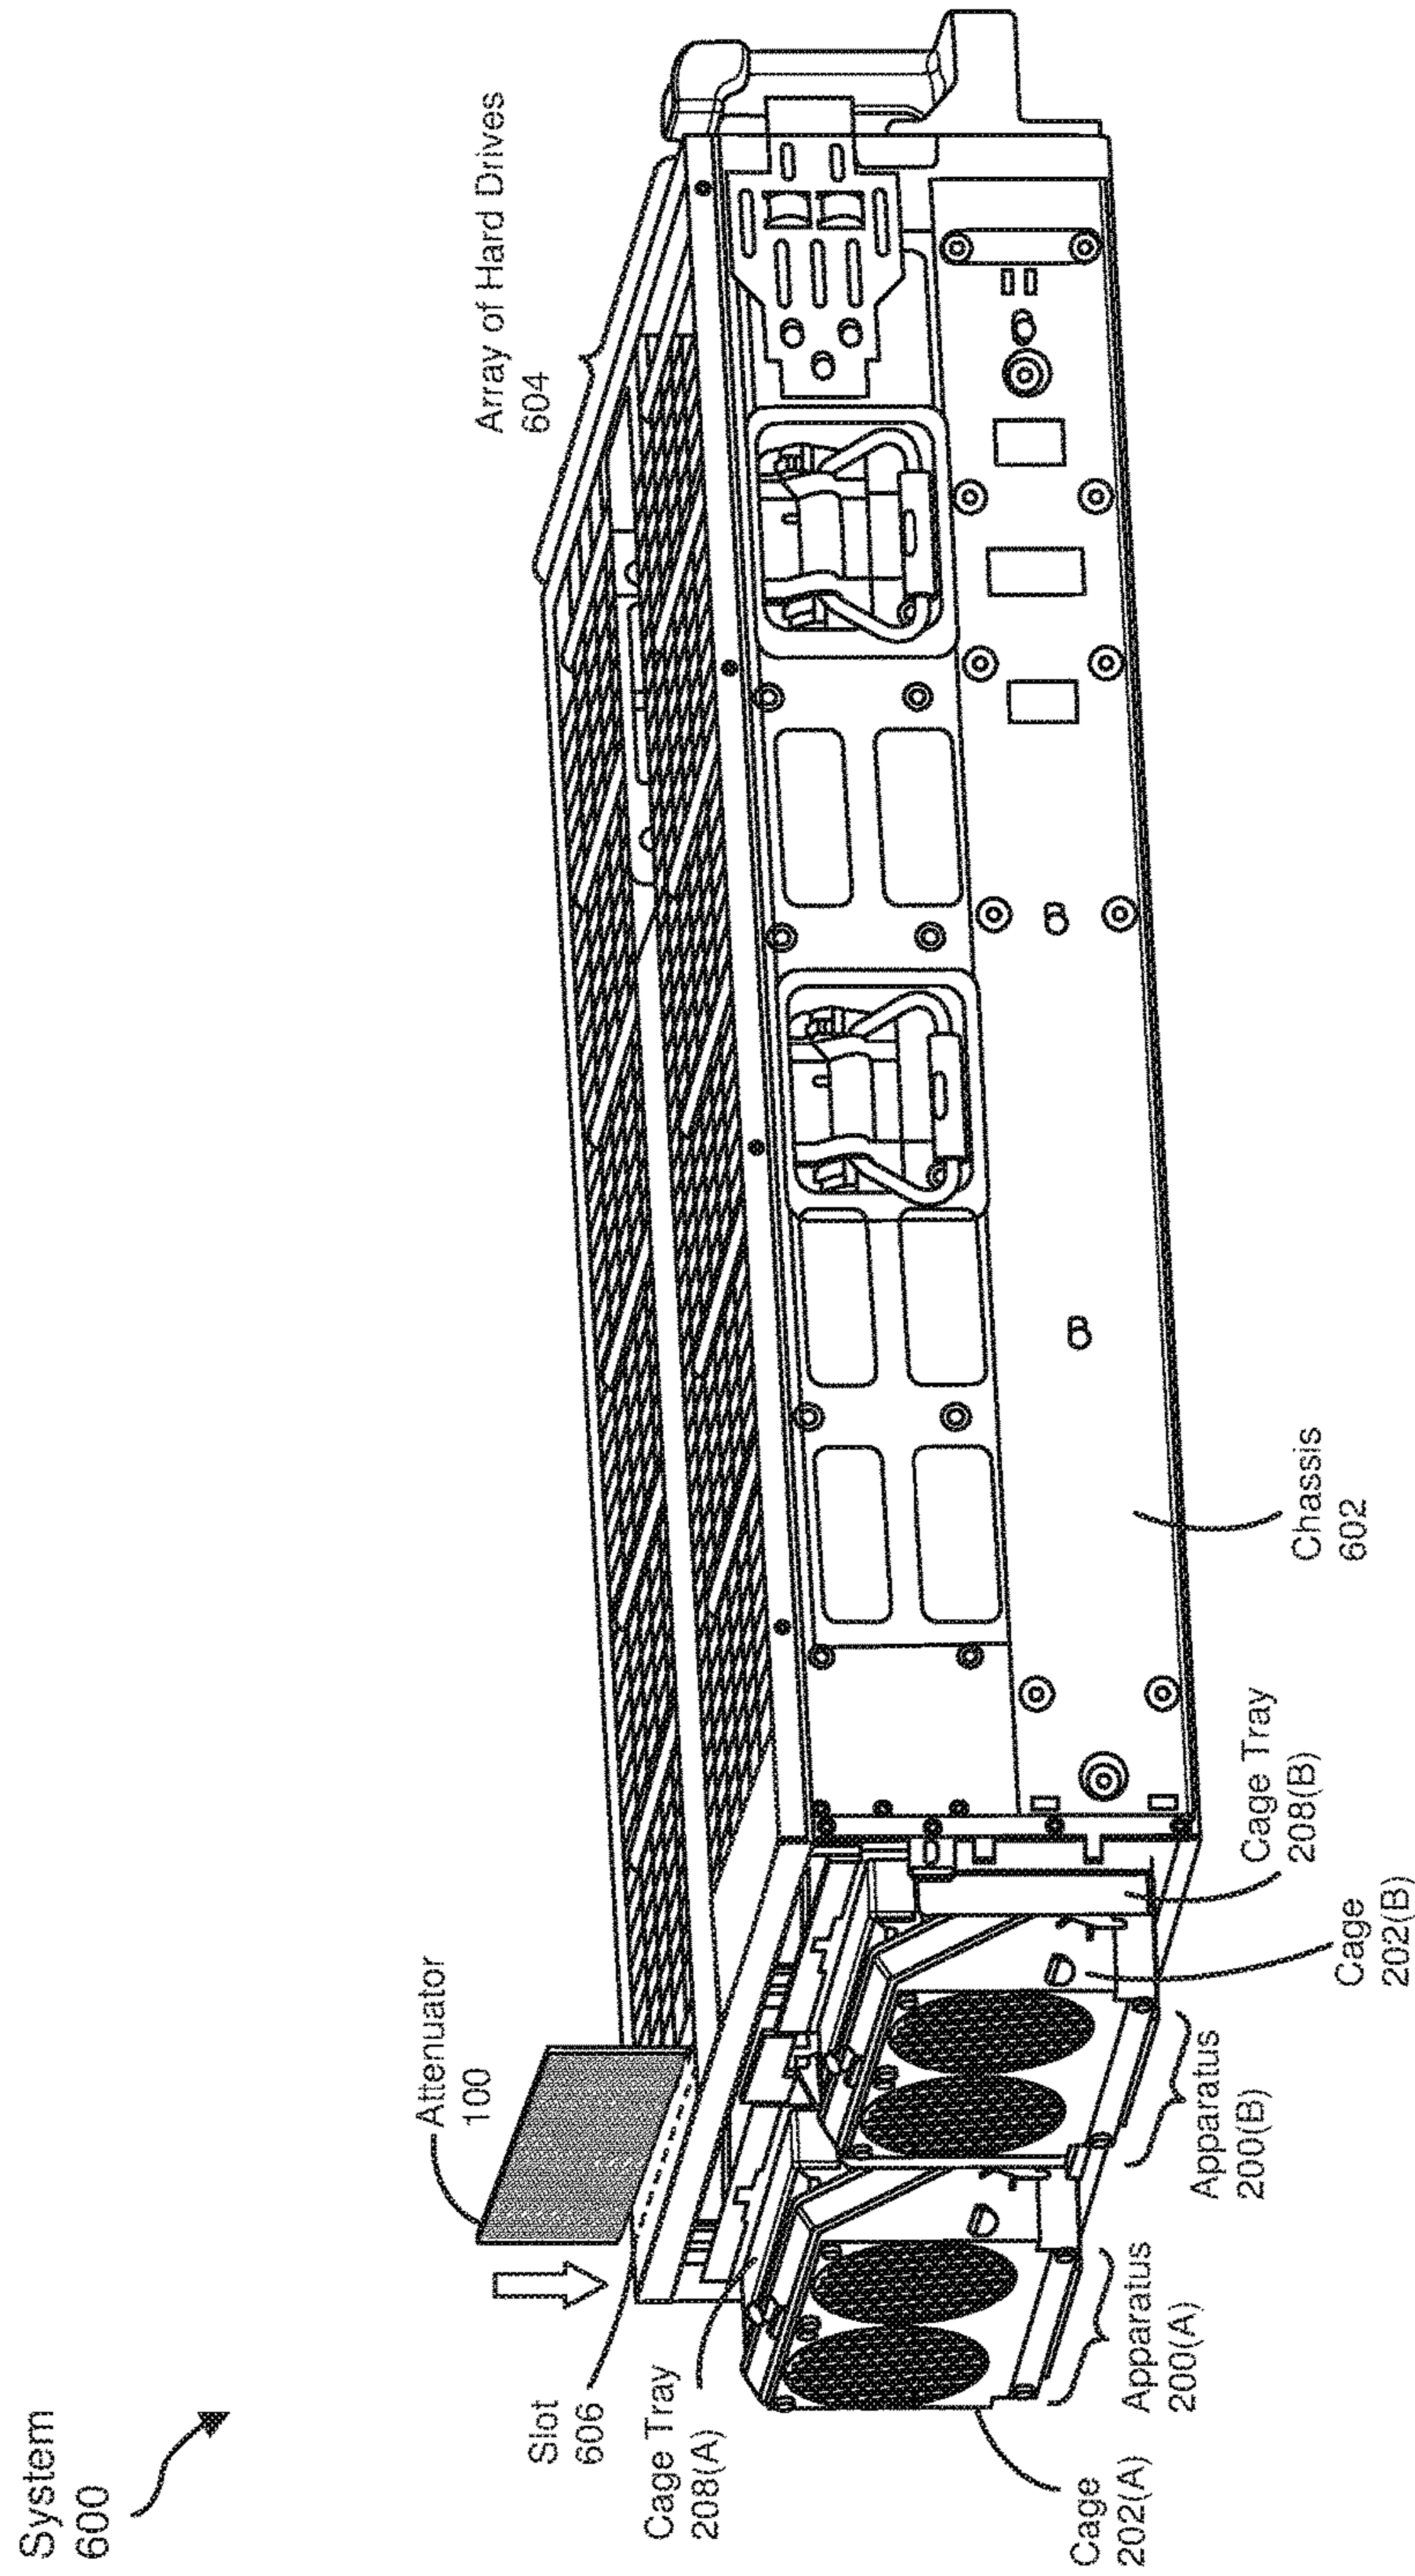 System
600
Attenuator
100
Array of Hard Drives
604
Slot
606
Cage Tray
208(A)
Cage
202(A)
Apparatus
200(A)
Apparatus
200(B)
Cage
202(B)
Cage Tray
208(B)
Chassis
602